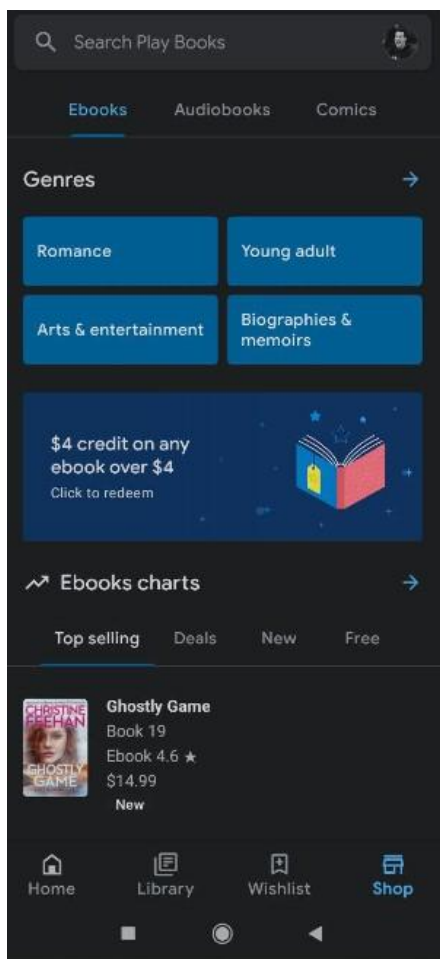 Search Play Books
Ebooks Audiobooks Comics
Genres
Romance
Young adult
Arts & entertainment
Biographies &
memoirs
$4 credit on any
ebook over $4
Click to redeem
Ebooks charts
Top selling Deals New Free
CHRISTINE
FEEHAN
GHOSTLY
GAME
Ghostly Game
Book 19
Ebook 4.6 ★
$14.99
New
Home Library Wishlist Shop